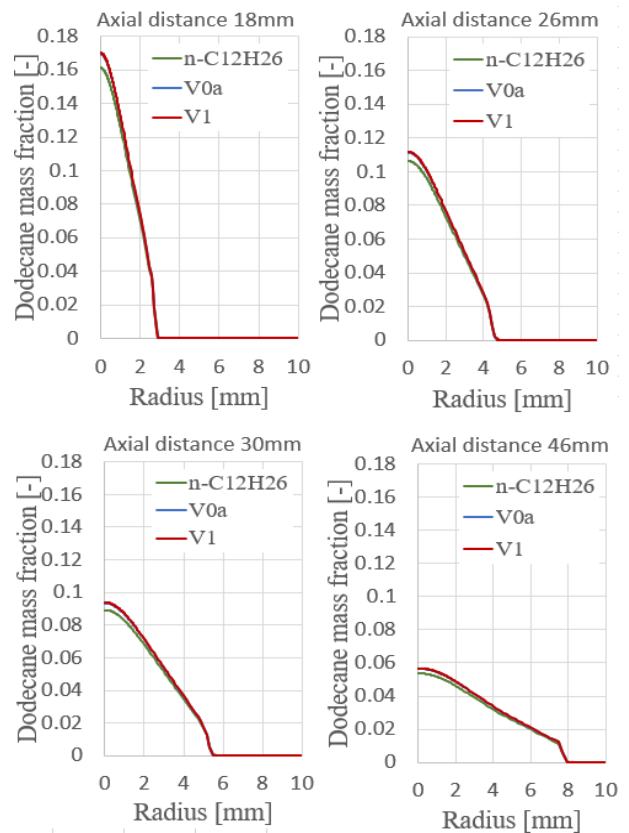 Axial distance 18mm
Dodecane mass fraction [-]
0.18
0.16
0.14
0.12
0.1
0.08
0.06
0.04
0.02
0
n-C12H26
V0a
V1
0 2 4 6 8 10
Radius [mm]
Axial distance 26mm
Dodecane mass fraction [-]
0.18
0.16
0.14
0.12
0.1
0.08
0.06
0.04
0.02
0
n-C12H26
V0a
V1
0 2 4 6 8 10
Radius [mm]
Axial distance 30mm
Dodecane mass fraction [-]
0.18
0.16
0.14
0.12
0.1
0.08
0.06
0.04
0.02
0
n-C12H26
V0a
V1
0 2 4 6 8 10
Radius [mm]
Axial distance 46mm
Dodecane mass fraction [-]
0.18
0.16
0.14
0.12
0.1
0.08
0.06
0.04
0.02
0
n-C12H26
V0a
V1
0 2 4 6 8 10
Radius [mm]